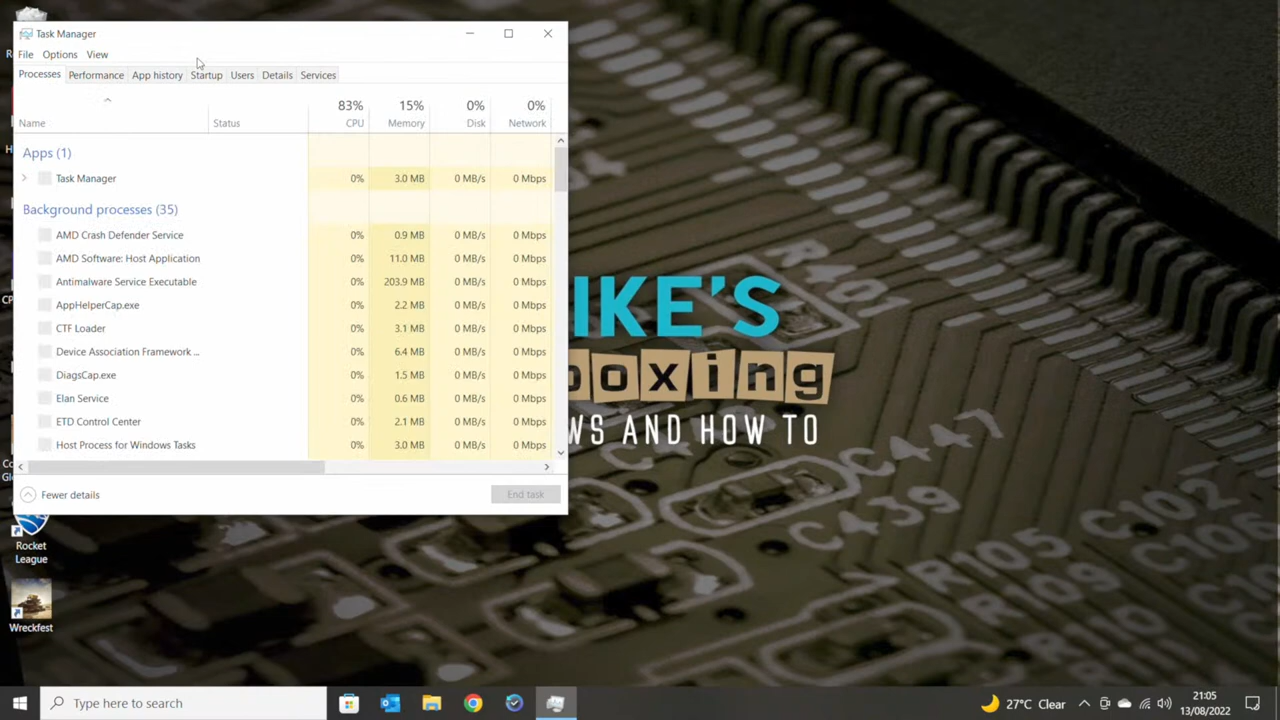 Task Manager
File Options View
Processes Performance App history Startup Users Details Services
83% 15% 0% 0%
Name Status CPU Memory Disk Network
Apps (1)
Task Manager 0% 3.0 MB 0 MB/s 0 Mbps
Background processes (35)
AMD Crash Defender Service 0% 0.9 MB 0 MB/s 0 Mbps
AMD Software: Host Application 0% 11.0 MB 0 MB/s 0 Mbps
Antimalware Service Executable 0% 203.9 MB 0 MB/s 0 Mbps
AppHelperCap.exe 0% 2.2 MB 0 MB/s 0 Mbps
CTF Loader 0% 3.1 MB 0 MB/s 0 Mbps
Device Association Framework ... 0% 6.4 MB 0 MB/s 0 Mbps
DiagsCap.exe 0% 1.5 MB 0 MB/s 0 Mbps
Elan Service 0% 0.6 MB 0 MB/s 0 Mbps
ETD Control Center 0% 2.1 MB 0 MB/s 0 Mbps
Host Process for Windows Tasks 0% 3.0 MB 0 MB/s 0 Mbps
Fewer details End task
IKE'S
oxing
WS AND HOW TO
R401
C447
C439
R105
R109
C102
C106
Rocket
League
Wreckfest
Type here to search
27°C Clear
21:05
13/08/2022